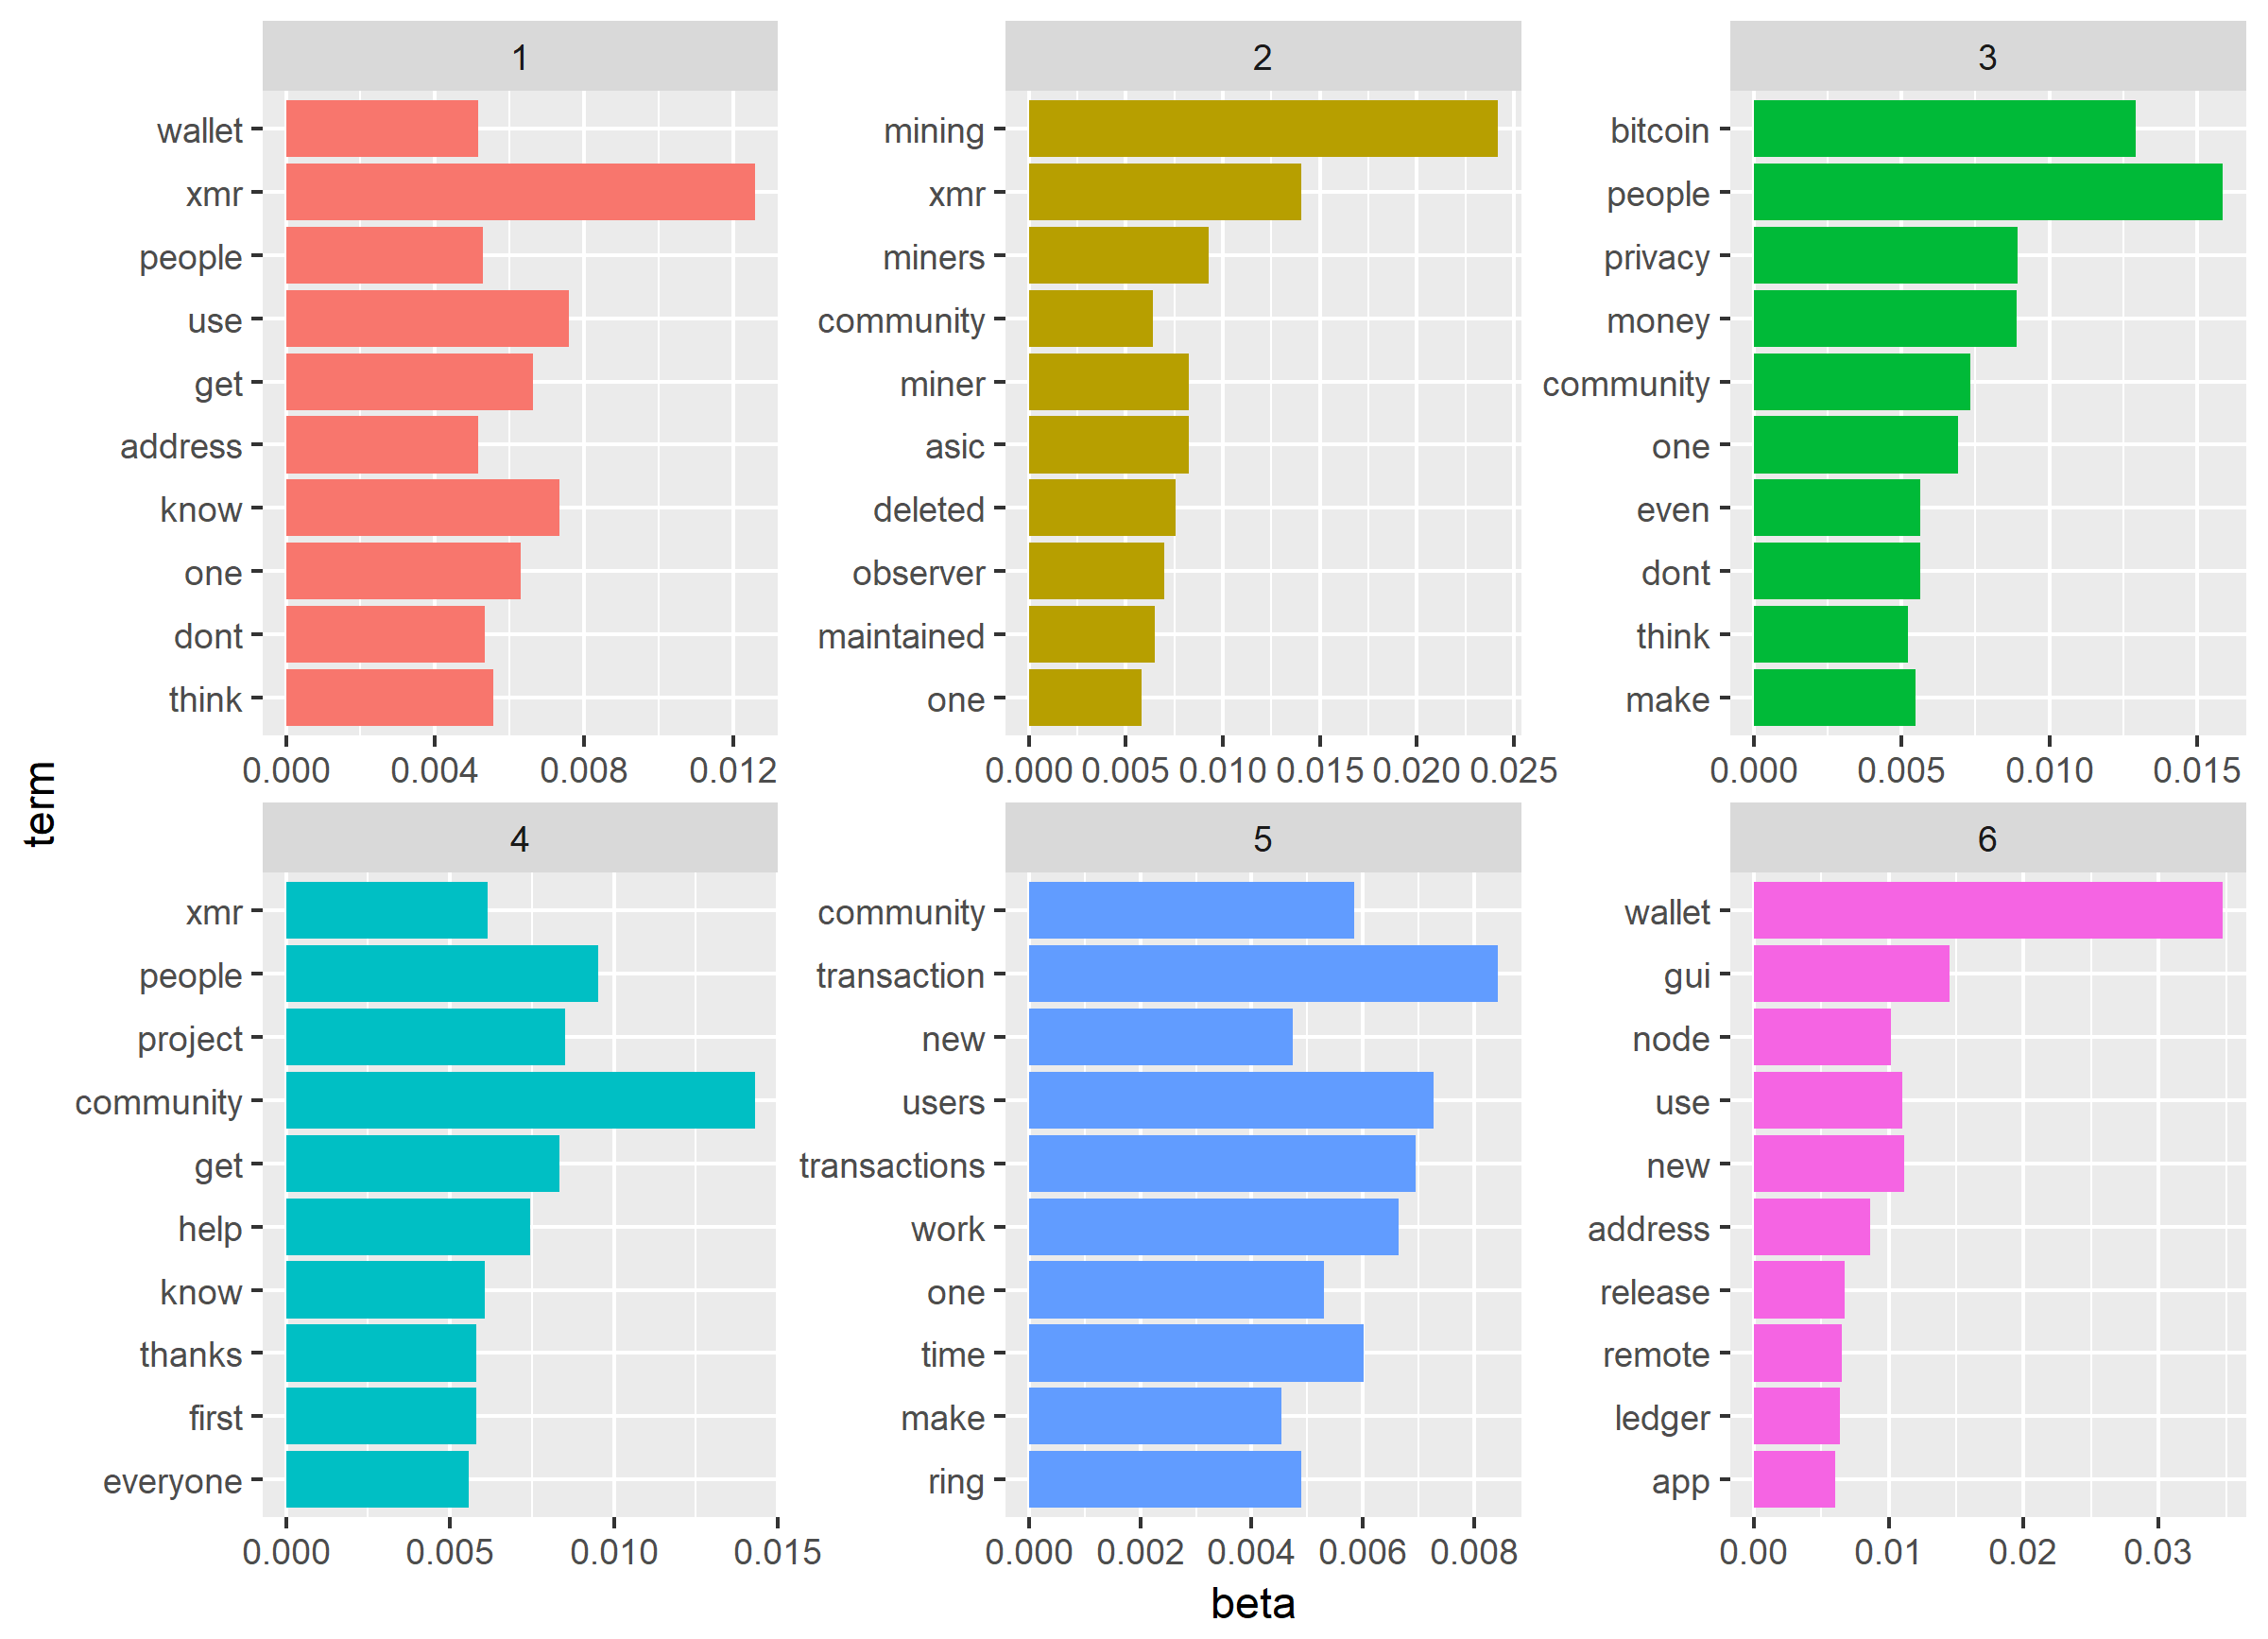 1
wallet
xmr
people
use
get
address
know
one
dont
think
0.000 0.004 0.008 0.012
2
mining
xmr
miners
community
miner
asic
deleted
observer
maintained
one
0.000 0.005 0.010 0.015 0.020 0.025
3
bitcoin
people
privacy
money
community
one
even
dont
think
make
0.000 0.005 0.010 0.015
term
4
xmr
people
project
community
get
help
know
thanks
first
everyone
0.000 0.005 0.010 0.015
5
community
transaction
new
users
transactions
work
one
time
make
ring
0.000 0.002 0.004 0.006 0.008
6
wallet
gui
node
use
new
address
release
remote
ledger
app
0.00 0.01 0.02 0.03
beta